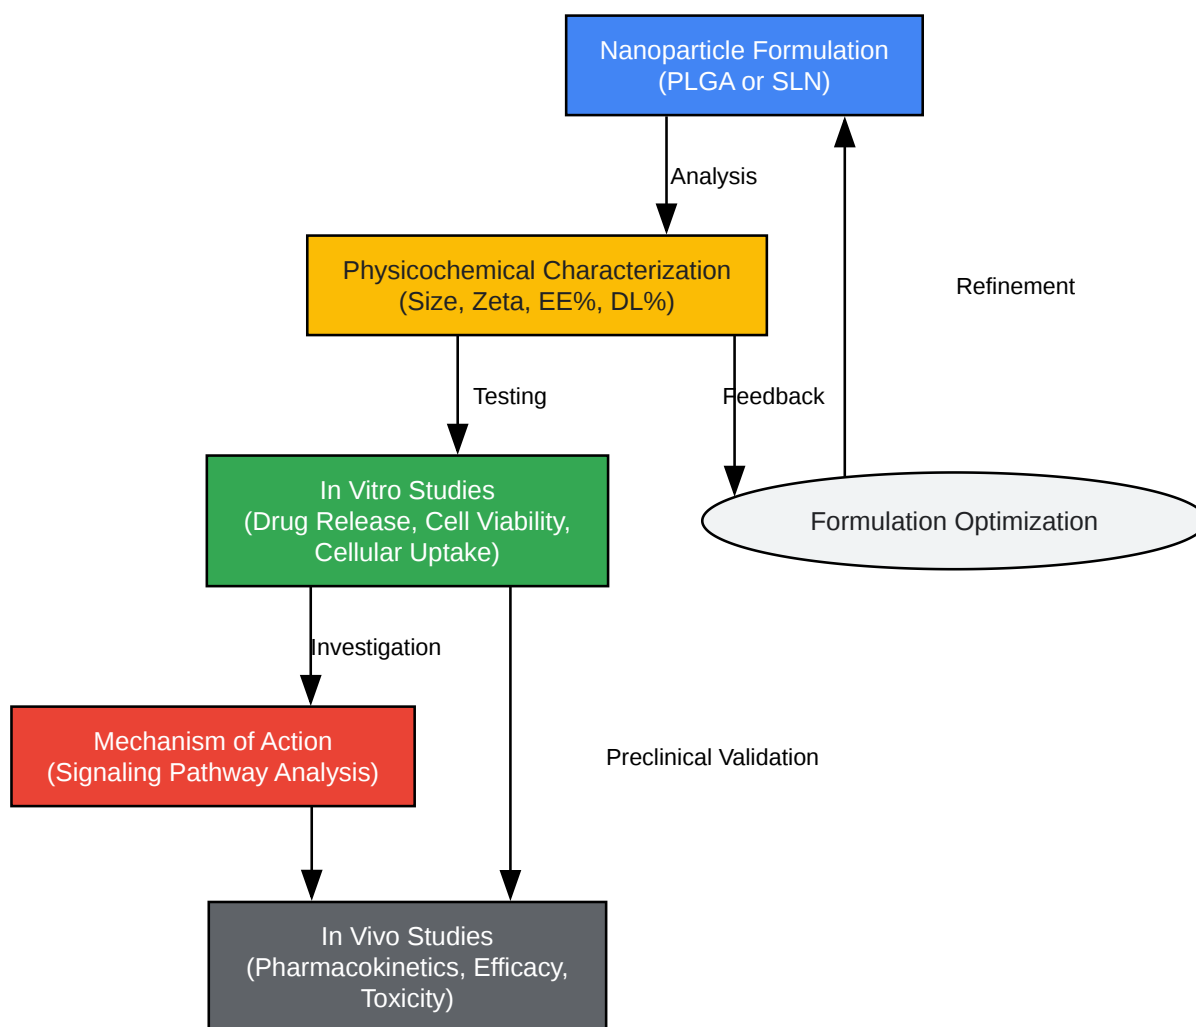 Nanoparticle Formulation
(PLGA or SLN)
Analysis
Physicochemical Characterization
(Size, Zeta, EE%, DL%)
Refinement
Testing
Feedback
In Vitro Studies
(Drug Release, Cell Viability,
Cellular Uptake)
Formulation Optimization
Investigation
Mechanism of Action
(Signaling Pathway Analysis)
Preclinical Validation
In Vivo Studies
(Pharmacokinetics, Efficacy,
Toxicity)